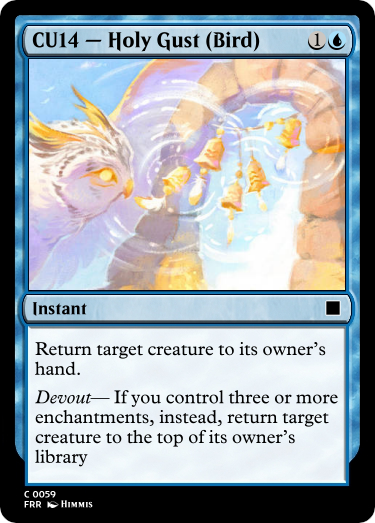 CU14 — Holy Gust (Bird) 1
Instant
Return target creature to its owner's
hand.
Devout— If you control three or more
enchantments, instead, return target
creature to the top of its owner's
library
C 0059
FRR Himmis